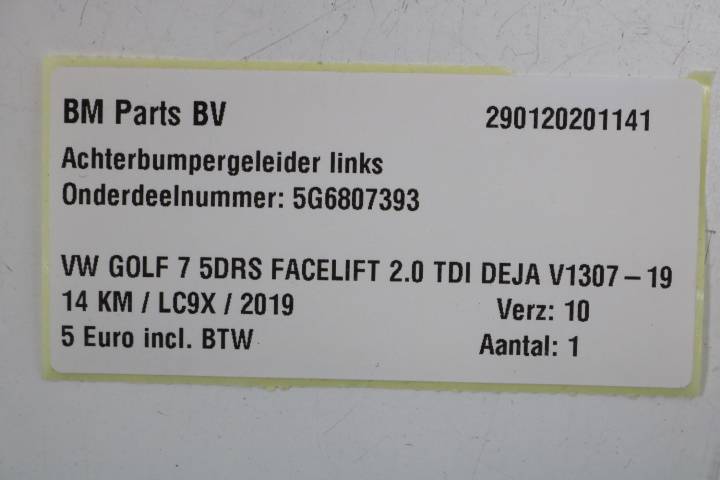 BM Parts BV 290120201141
Achterbumpergeleider links
Onderdeelnummer: 5G6807393
VW GOLF 7 5DRS FACELIFT 2.0 TDI DEJA V1307-19
14 KM / LC9X / 2019 Verz: 10
5 Euro incl. BTW Aantal: 1